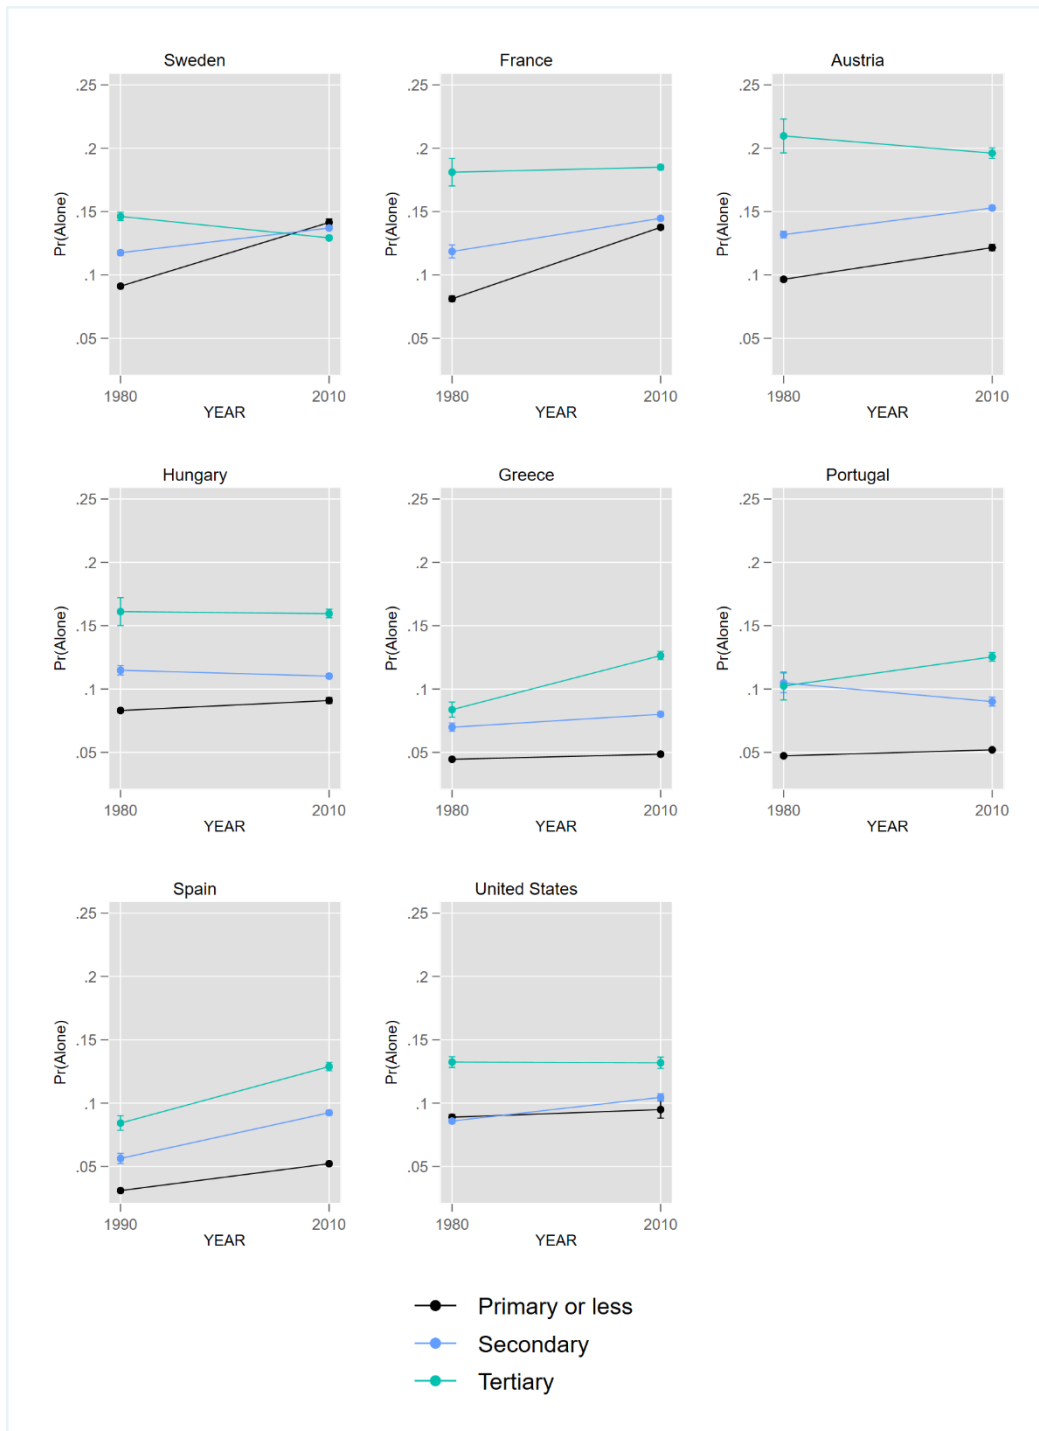 Sweden
.25
.2
.15
.1
.05
Pr(Alone)
1980 2010
YEAR
France
.25
.2
.15
.1
.05
Pr(Alone)
1980 2010
YEAR
Austria
.25
.2
.15
.1
.05
Pr(Alone)
1980 2010
YEAR
Hungary
.25
.2
.15
.1
.05
Pr(Alone)
1980 2010
YEAR
Greece
.25
.2
.15
.1
.05
Pr(Alone)
1980 2010
YEAR
Portugal
.25
.2
.15
.1
.05
Pr(Alone)
1980 2010
YEAR
Spain
.25
.2
.15
.1
.05
Pr(Alone)
1990 2010
YEAR
United States
.25
.2
.15
.1
.05
Pr(Alone)
1980 2010
YEAR
Primary or less
Secondary
Tertiary